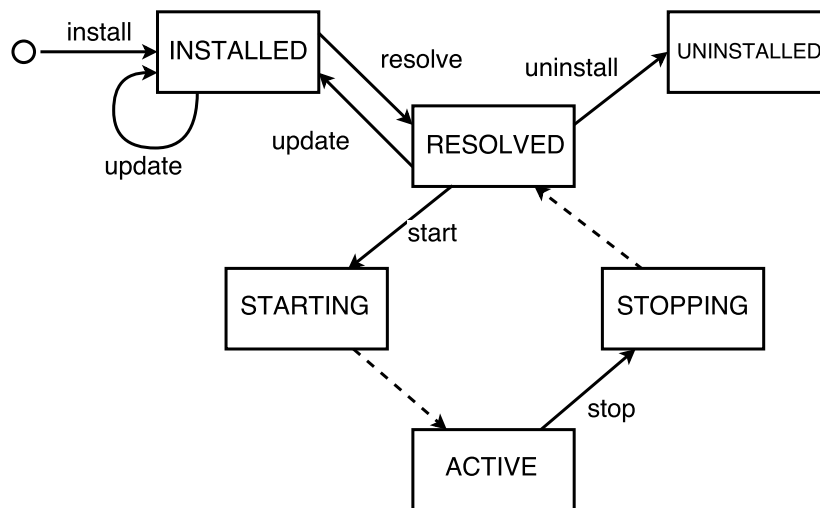 install
INSTALLED
resolve
uninstall
UNINSTALLED
update
update
RESOLVED
start
STARTING
STOPPING
stop
ACTIVE